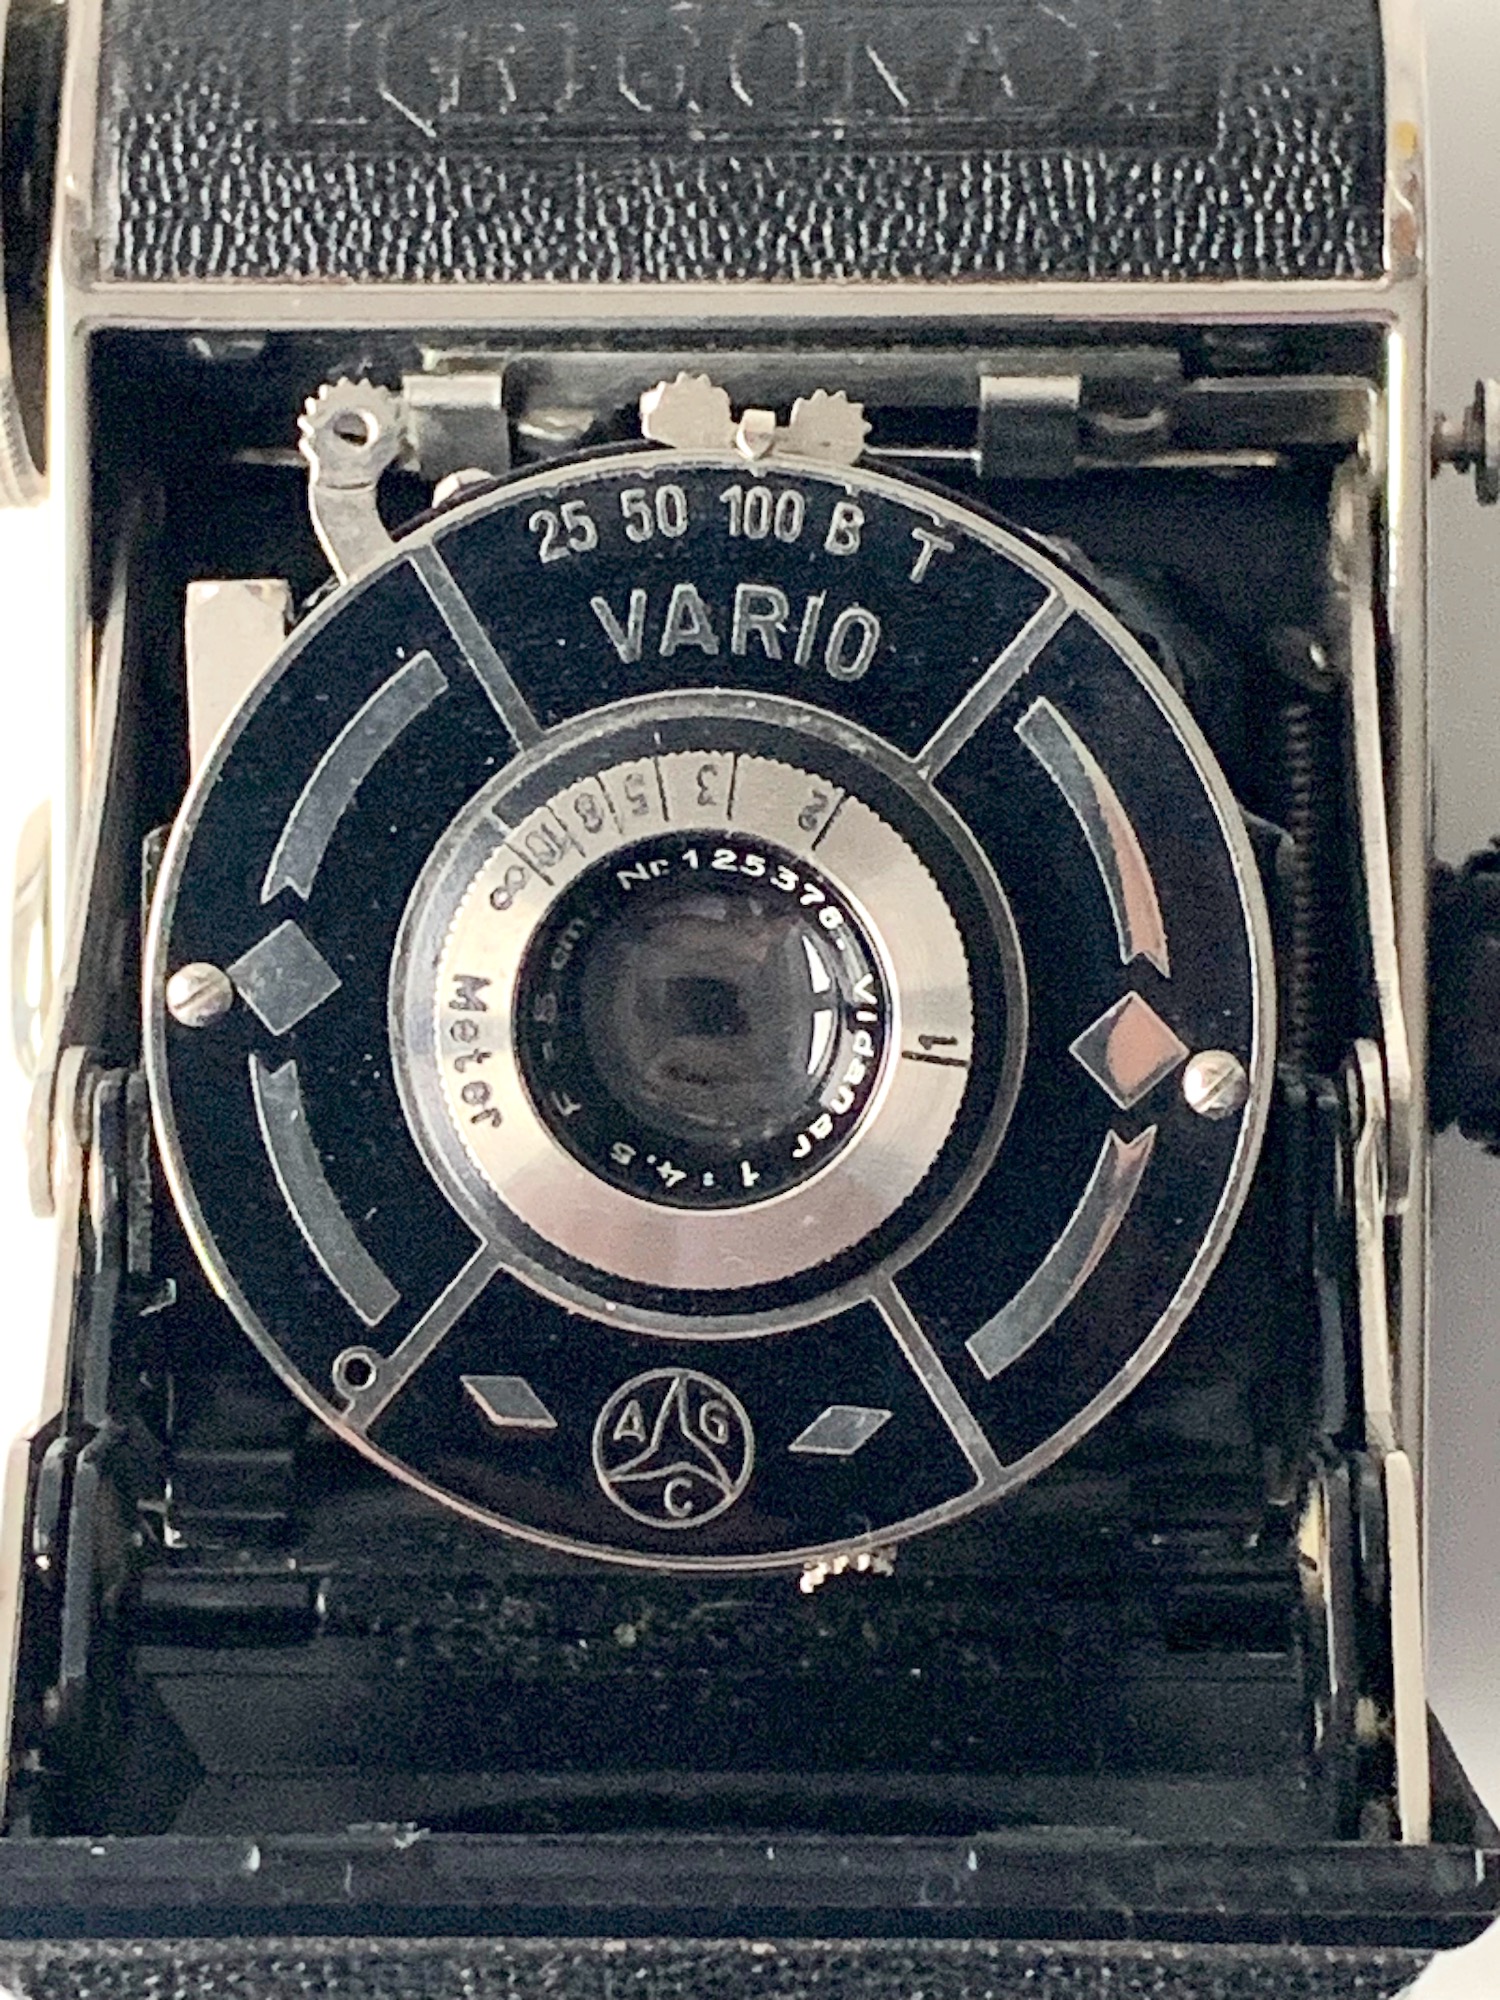 25 50 100 B T
VARIO
∞ 10 8 5 3 2 1
Meter
Nr. 125376. Vidanar 1:4.5 F=5 cm.
A G C